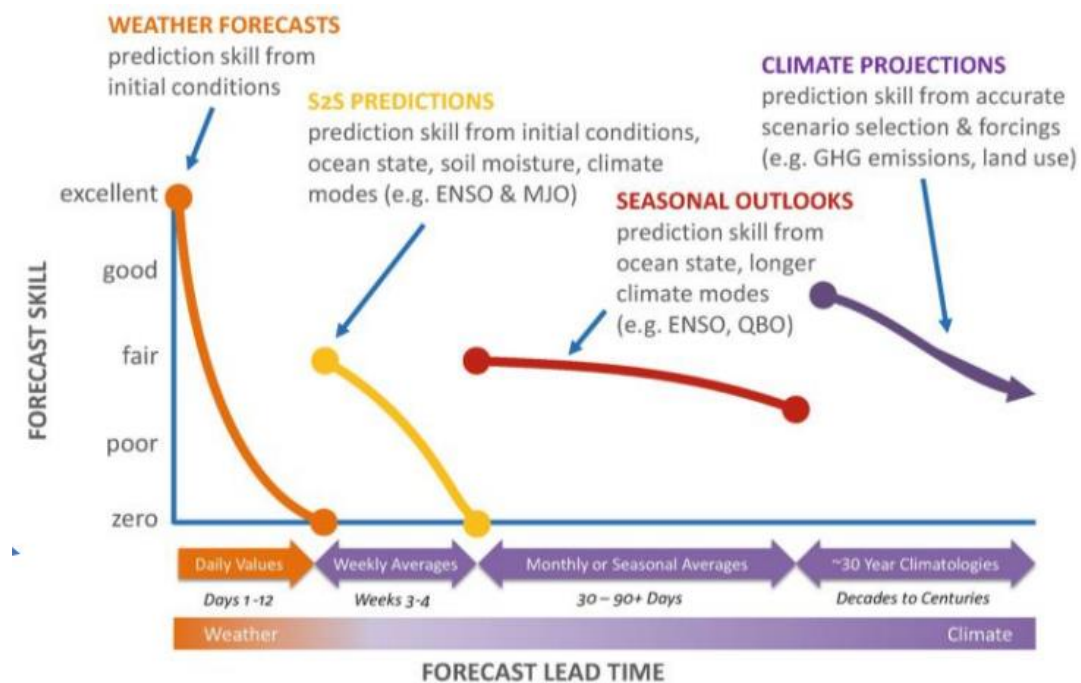 WEATHER FORECASTS
prediction skill from
initial conditions
S2S PREDICTIONS
prediction skill from initial conditions,
ocean state, soil moisture, climate
modes (e.g. ENSO & MJO)
CLIMATE PROJECTIONS
prediction skill from accurate
scenario selection & forcings
(e.g. GHG emissions, land use)
SEASONAL OUTLOOKS
prediction skill from
ocean state, longer
climate modes
(e.g. ENSO, QBO)
FORECAST SKILL
excellent
good
fair
poor
zero
Daily Values
Weekly Averages
Monthly or Seasonal Averages
~30 Year Climatologies
Days 1-12
Weeks 3-4
30 – 90+ Days
Decades to Centuries
Weather
Climate
FORECAST LEAD TIME